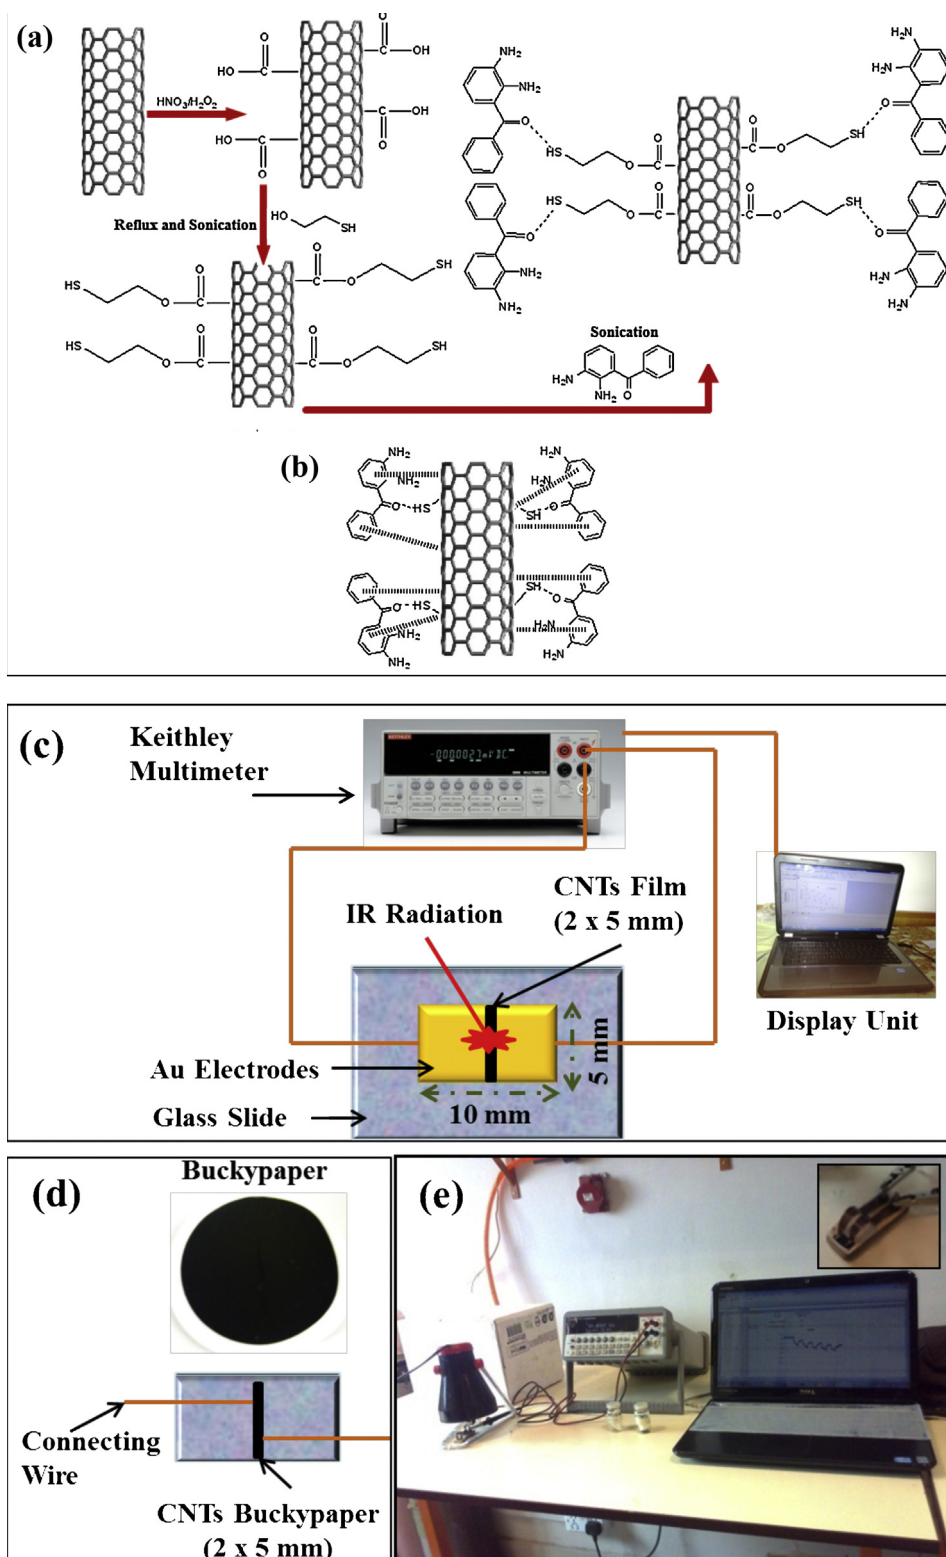 (a)
HNO3/H2O2
HO
C
O
C
OH
O
HO
C
O
C
OH
O
Reflux and Sonication
HO
SH
HS
O
C
O
C
O
O
SH
HS
O
C
O
C
O
O
SH
NH2
NH2
O
HS
O
C
O
C
O
O
SH
O
H2N
H2N
HS
O
C
O
C
O
O
SH
O
NH2
NH2
O
H2N
H2N
Sonication
NH2
NH2
O
(b)
NH2
NH2
O
HS
H2N
H2N
SH
O
O
HS
NH2
NH2
SH
O
H2N
H2N
(c)
Keithley
Multimeter
KEITHLEY
CNTs Film
(2 x 5 mm)
IR Radiation
Display Unit
Au Electrodes
5 mm
Glass Slide
10 mm
(d)
Buckypaper
Connecting
Wire
CNTs Buckypaper
(2 x 5 mm)
(e)